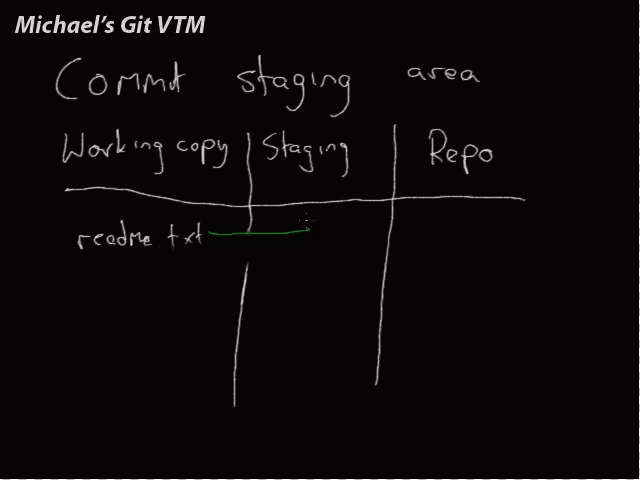 Michael's Git VTM
Commit staging area
Working copy Staging Repo
readme.txt